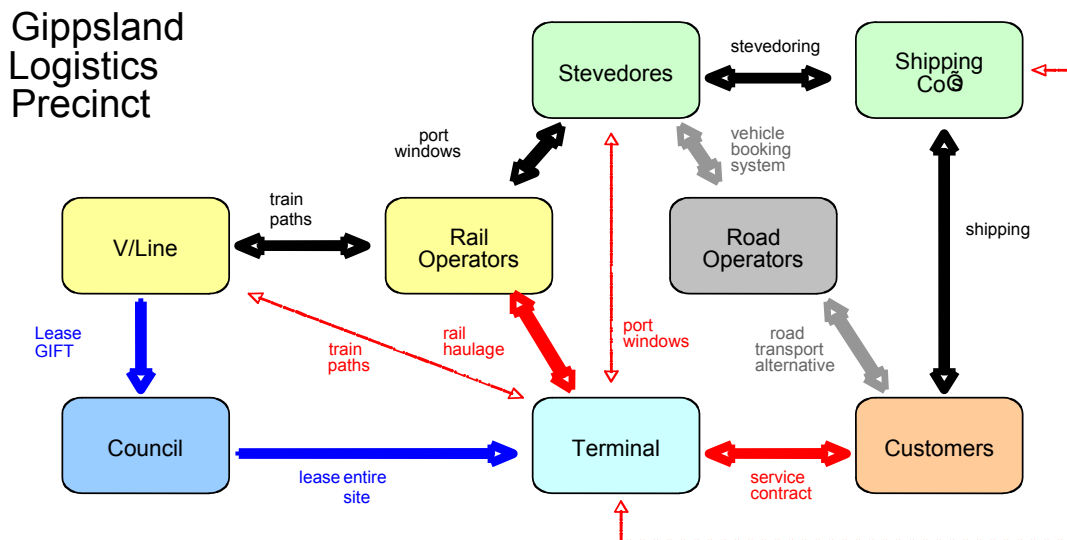 Gippsland
Logistics
Precinct
stevedoring
Stevedores
Shipping
port
windows
vehicle
booking
system
train
paths
V/Line
Rail
Operators
Road
Operators
shipping
Lease
GIFT
train
paths
rail
haulage
port
windows
road
transport
alternative
Council
Terminal
Customers
lease entire
site
service
contract